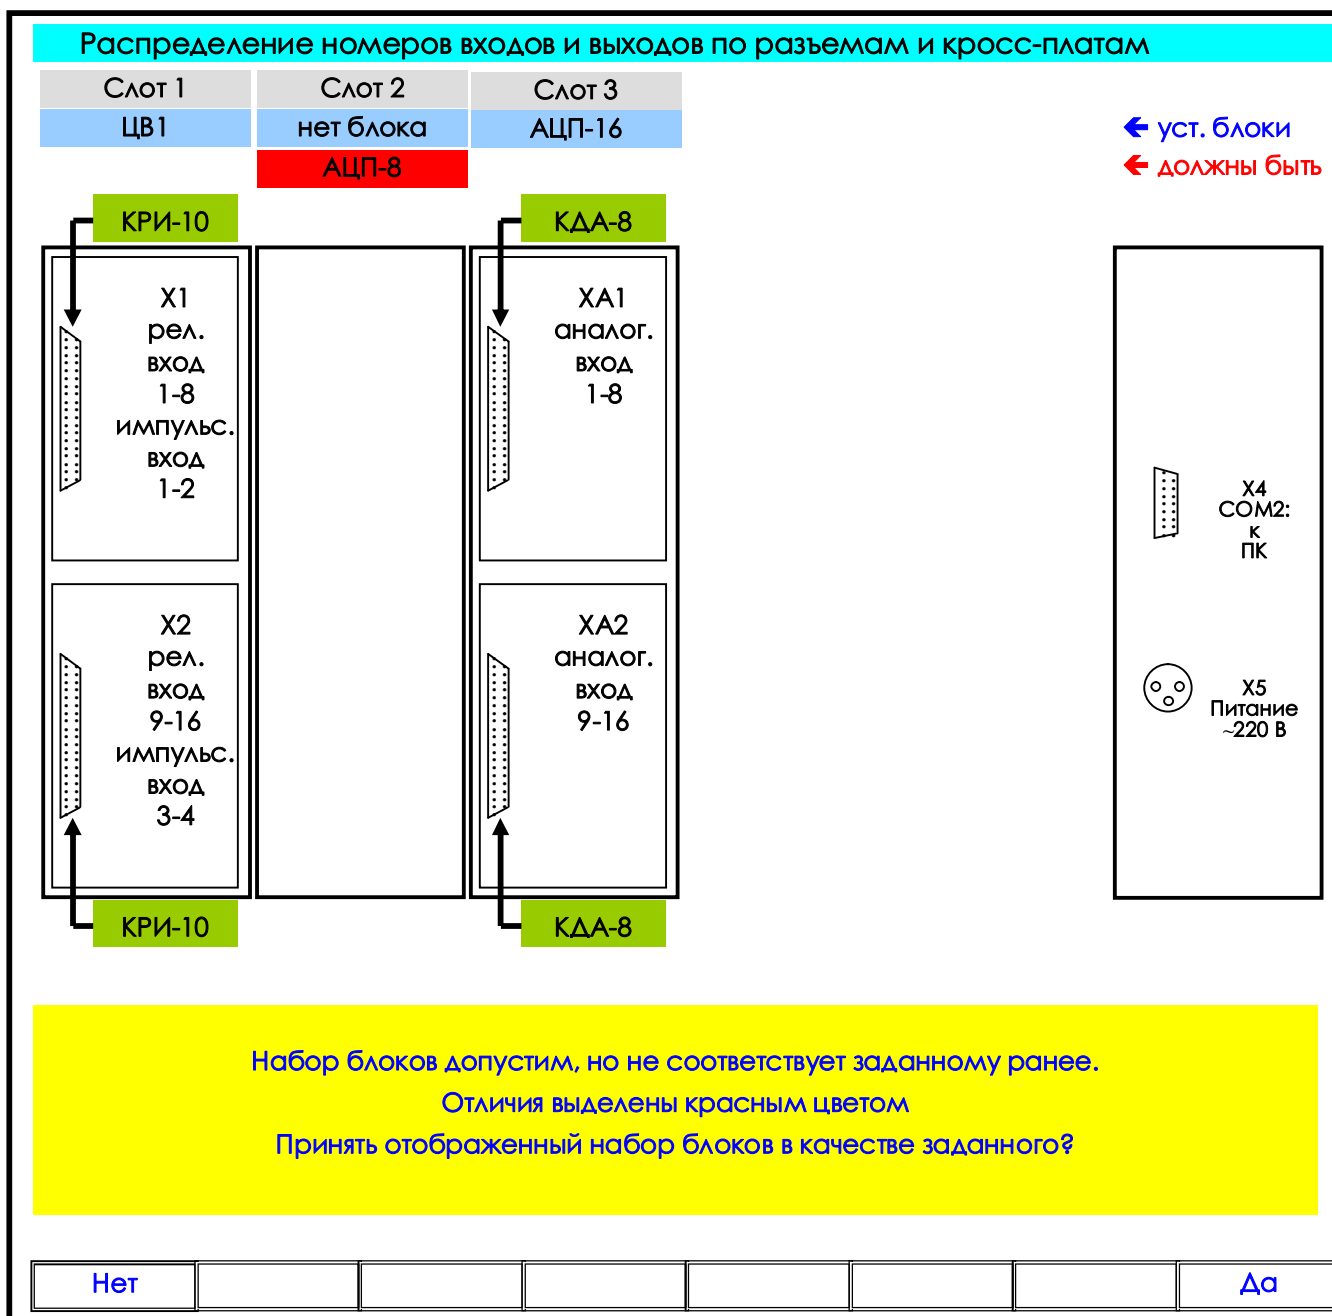 Распределение номеров входов и выходов по разъемам и кросс-платам
Слот 1
Слот 2
Слот 3
ЦВ1
нет блока
АЦП-16
← уст. блоки
АЦП-8
← должны быть
КРИ-10
КДА-8
X1
рел.
вход
1-8
импульс.
вход
1-2
XA1
аналог.
вход
1-8
X4
COM2:
к
ПК
X2
рел.
вход
9-16
импульс.
вход
3-4
XA2
аналог.
вход
9-16
X5
Питание
~220 В
КРИ-10
КДА-8
Набор блоков допустим, но не соответствует заданному ранее.
Отличия выделены красным цветом
Принять отображенный набор блоков в качестве заданного?
Нет
Да